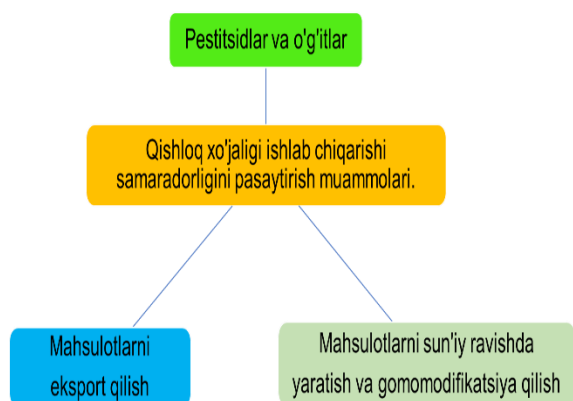 Pestitsidlar va o'g'itlar
Qishloq xo'jaligi ishlab chiqarishi
samaradorligini pasaytirish muammolari.
Mahsulotlarni
eksport qilish
Mahsulotlarni sun'iy ravishda
yaratish va gomomodifikatsiya qilish